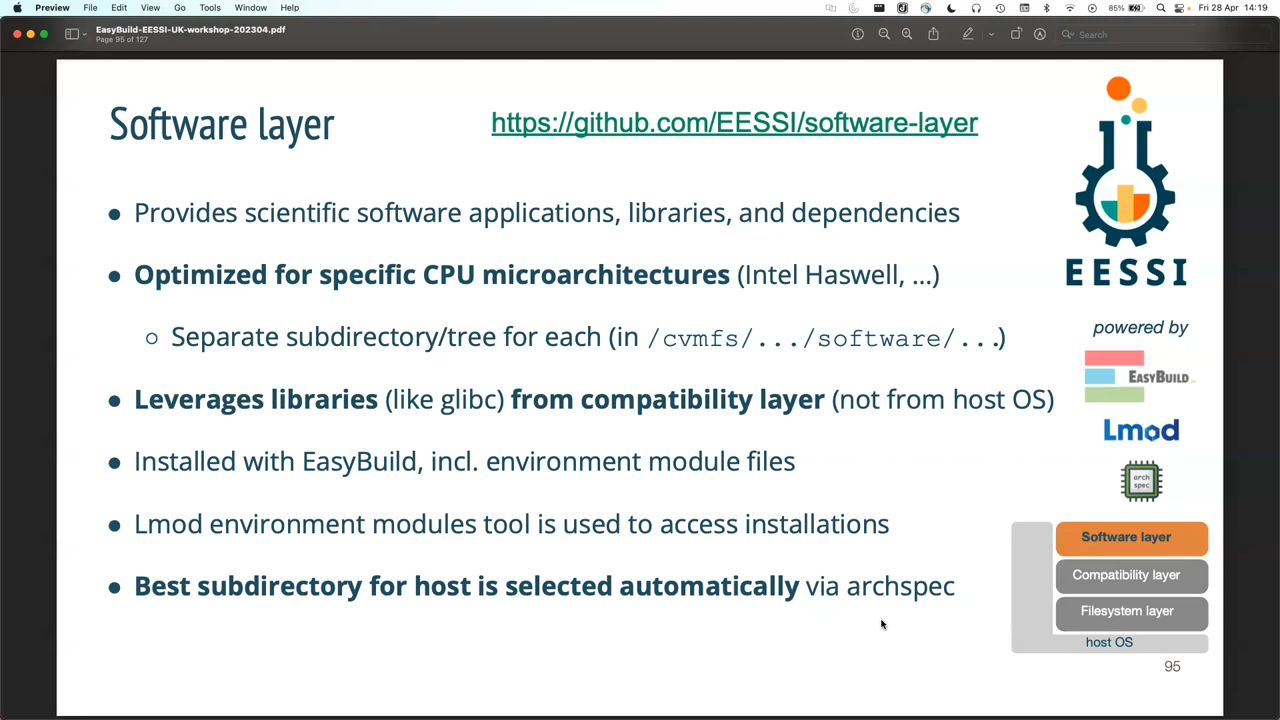 Preview File Edit View Go Tools Window Help 85% Fri 28 Apr 14:19
EasyBuild-EESSI-UK-workshop-202304.pdf
Page 95 of 127
Search
Software layer
https://github.com/EESSI/software-layer
● Provides scientific software applications, libraries, and dependencies
● Optimized for specific CPU microarchitectures (Intel Haswell, ...)
○ Separate subdirectory/tree for each (in /cvmfs/.../software/...)
● Leverages libraries (like glibc) from compatibility layer (not from host OS)
● Installed with EasyBuild, incl. environment module files
● Lmod environment modules tool is used to access installations
● Best subdirectory for host is selected automatically via archspec
EESSI
powered by
EASYBUILD
Lmod
arch
spec
Software layer
Compatibility layer
Filesystem layer
host OS
95